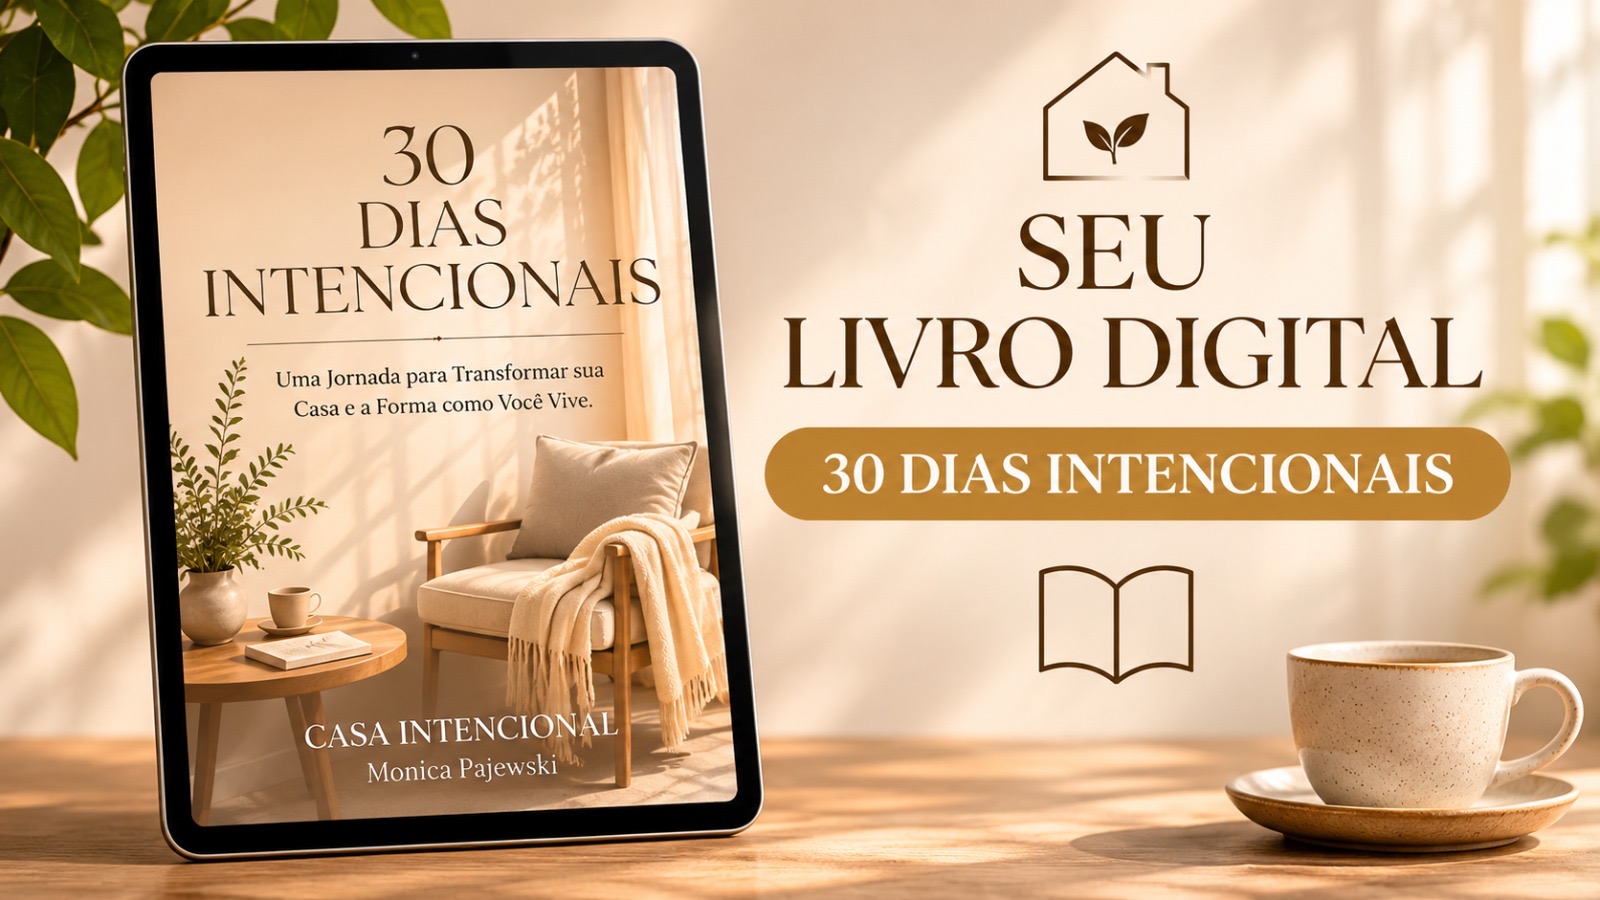 30
DIAS
INTENCIONAIS
Uma Jornada para Transformar sua
Casa e a Forma como Você Vive.
CASA INTENCIONAL
Monica Pajewski
SEU
LIVRO DIGITAL
30 DIAS INTENCIONAIS